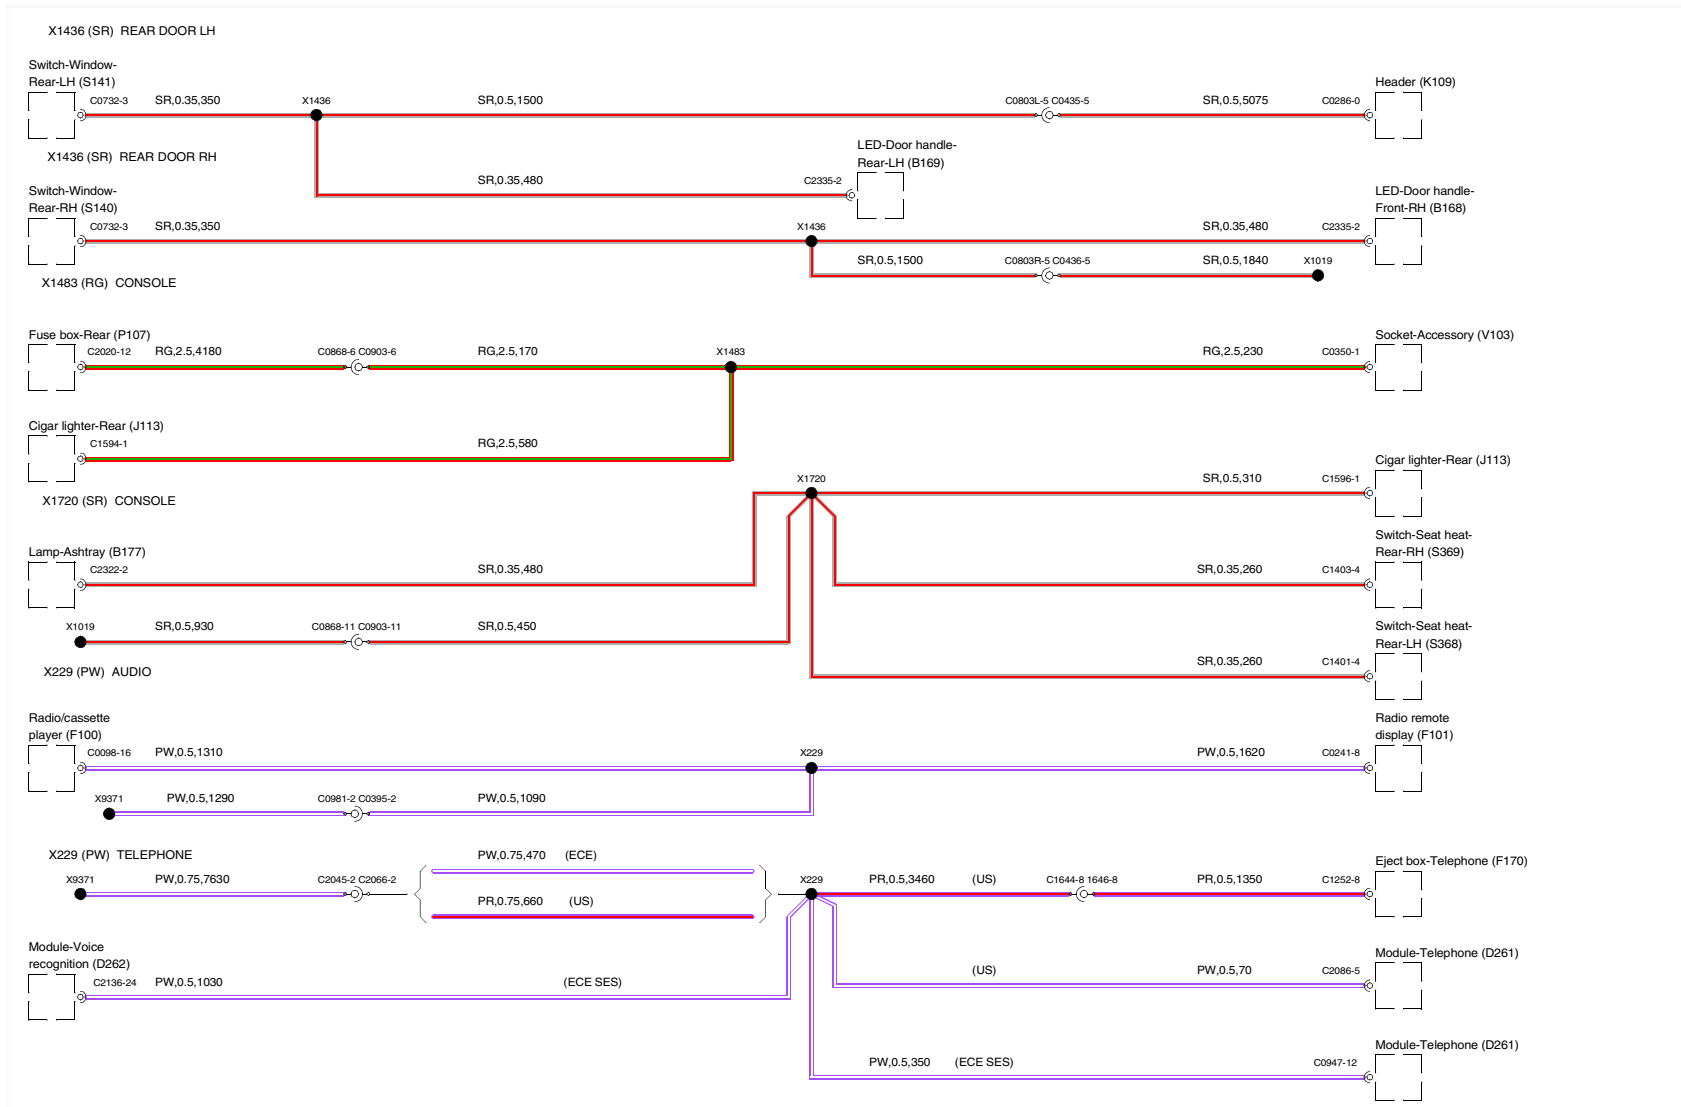 X1436 (SR) REAR DOOR LH
Switch-Window-
Rear-LH (S141)
C0732-3 SR,0.35,350 X1436 SR,0.5,1500 C0803L-5 C0435-5 SR,0.5,5075 C0286-0
Header (K109)
X1436 (SR) REAR DOOR RH
SR,0.35,480 C2335-2
LED-Door handle-
Rear-LH (B169)
Switch-Window-
Rear-RH (S140)
C0732-3 SR,0.35,350 X1436 SR,0.35,480 C2335-2
LED-Door handle-
Front-RH (B168)
SR,0.5,1500 C0803R-5 C0436-5 SR,0.5,1840 X1019
X1483 (RG) CONSOLE
Fuse box-Rear (P107)
C2020-12 RG,2.5,4180 C0868-6 C0903-6 RG,2.5,170 X1483 RG,2.5,230 C0350-1
Socket-Accessory (V103)
Cigar lighter-Rear (J113)
C1594-1 RG,2.5,580
X1720 (SR) CONSOLE
X1720 SR,0.5,310 C1596-1
Cigar lighter-Rear (J113)
Lamp-Ashtray (B177)
C2322-2 SR,0.35,480 SR,0.35,260 C1403-4
Switch-Seat heat-
Rear-RH (S369)
X1019 SR,0.5,930 C0868-11 C0903-11 SR,0.5,450
SR,0.35,260 C1401-4
Switch-Seat heat-
Rear-LH (S368)
X229 (PW) AUDIO
Radio/cassette
player (F100)
C0098-16 PW,0.5,1310 X229 PW,0.5,1620 C0241-8
Radio remote
display (F101)
X9371 PW,0.5,1290 C0981-2 C0395-2 PW,0.5,1090
X229 (PW) TELEPHONE
PW,0.75,470 (ECE)
X9371 PW,0.75,7630 C2045-2 C2066-2 X229 PR,0.5,3460 (US) C1644-8 1646-8 PR,0.5,1350 C1252-8
Eject box-Telephone (F170)
PR,0.75,660 (US)
Module-Voice
recognition (D262)
C2136-24 PW,0.5,1030 (ECE SES)
(US) PW,0.5,70 C2086-5
Module-Telephone (D261)
PW,0.5,350 (ECE SES) C0947-12
Module-Telephone (D261)